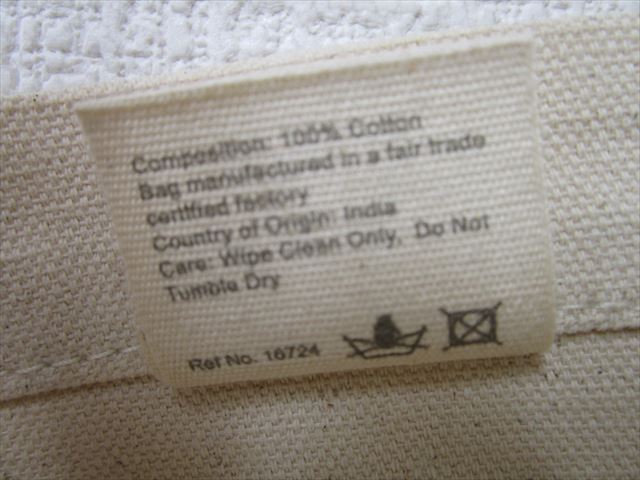 Composition: 100% Cotton
Bag manufactured in a fair trade
certified factory
Country of Origin: India
Care: Wipe Clean Only, Do Not
Tumble Dry
Ref No. 16724